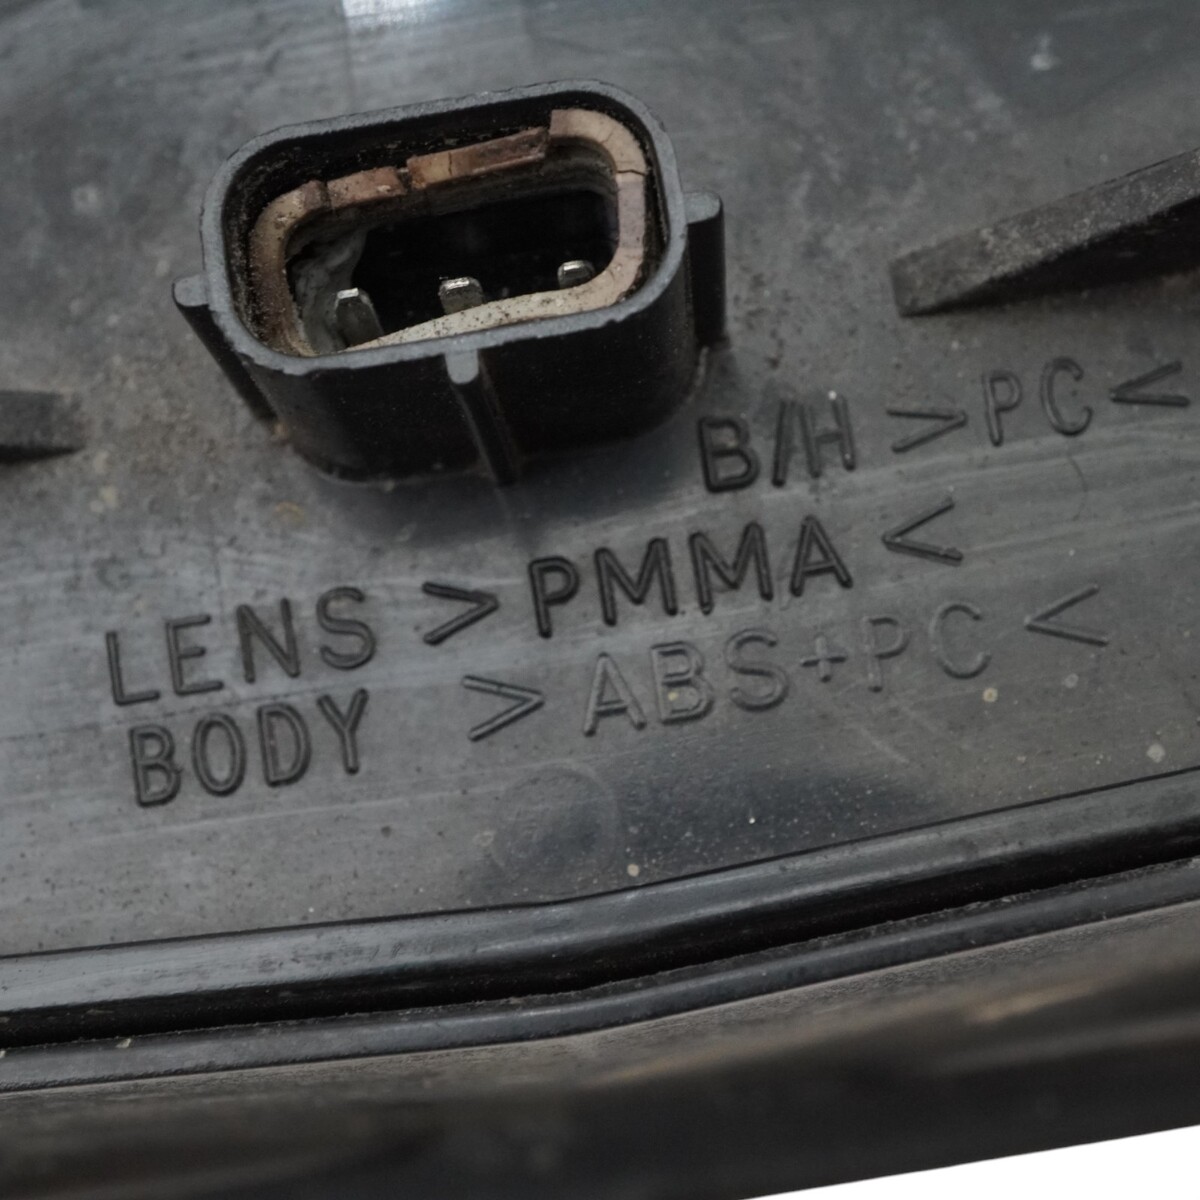 B/H >PC<
LENS >PMMA<
BODY >ABS+PC<